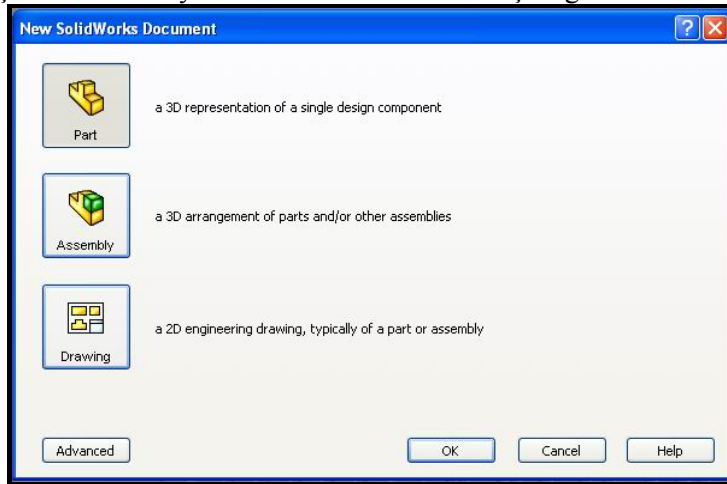 New SolidWorks Document
Part
a 3D representation of a single design component
Assembly
a 3D arrangement of parts and/or other assemblies
Drawing
a 2D engineering drawing, typically of a part or assembly
Advanced
OK
Cancel
Help